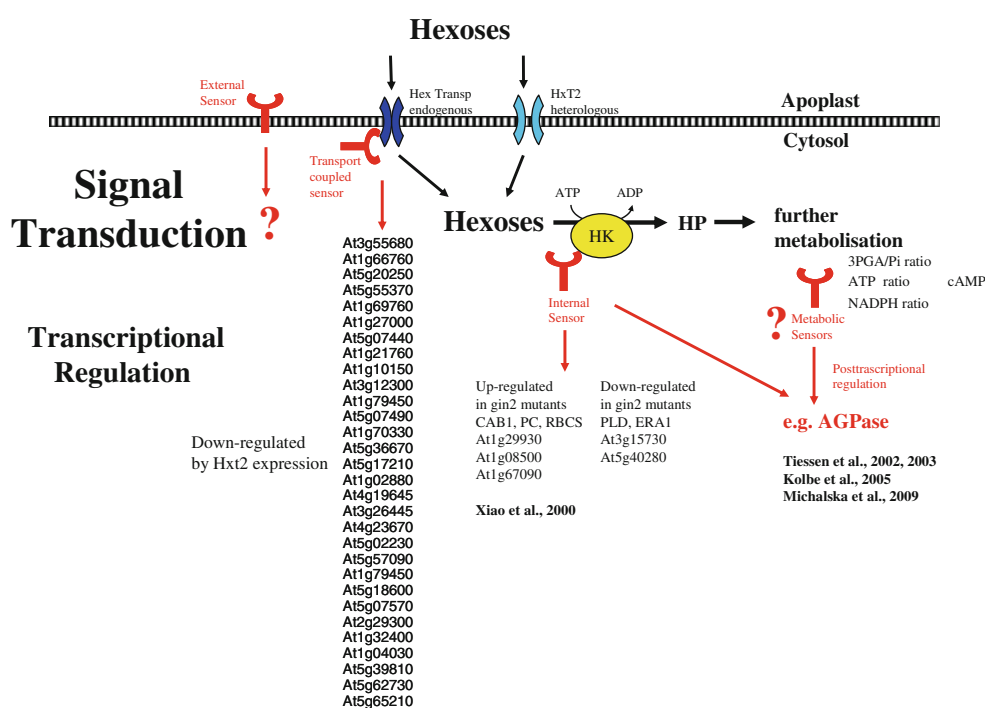 Hexoses
External
Sensor
Hex Transp
endogenous
HxT2
heterologous
Apoplast
Cytosol
Transport
coupled
sensor
Signal
Transduction
?
Hexoses
ATP
ADP
HK
HP
further
metabolisation
3PGA/Pi ratio
ATP ratio
cAMP
NADPH ratio
Internal
Sensor
?
Metabolic
Sensors
Posttrascriptional
regulation
e.g. AGPase
Tiessen et al., 2002, 2003
Kolbe et al., 2005
Michalska et al., 2009
Transcriptional
Regulation
Down-regulated
by Hxt2 expression
At3g55680
At1g66760
At5g20250
At5g55370
At1g69760
At1g27000
At5g07440
At1g21760
At1g10150
At3g12300
At1g79450
At5g07490
At1g70330
At5g36670
At5g17210
At1g02880
At4g19645
At3g26445
At4g23670
At5g02230
At5g57090
At1g79450
At5g18600
At5g07570
At2g29300
At1g32400
At1g04030
At5g39810
At5g62730
At5g65210
Up-regulated
in gin2 mutants
CAB1, PC, RBCS
At1g29930
At1g08500
At1g67090
Xiao et al., 2000
Down-regulated
in gin2 mutants
PLD, ERA1
At3g15730
At5g40280